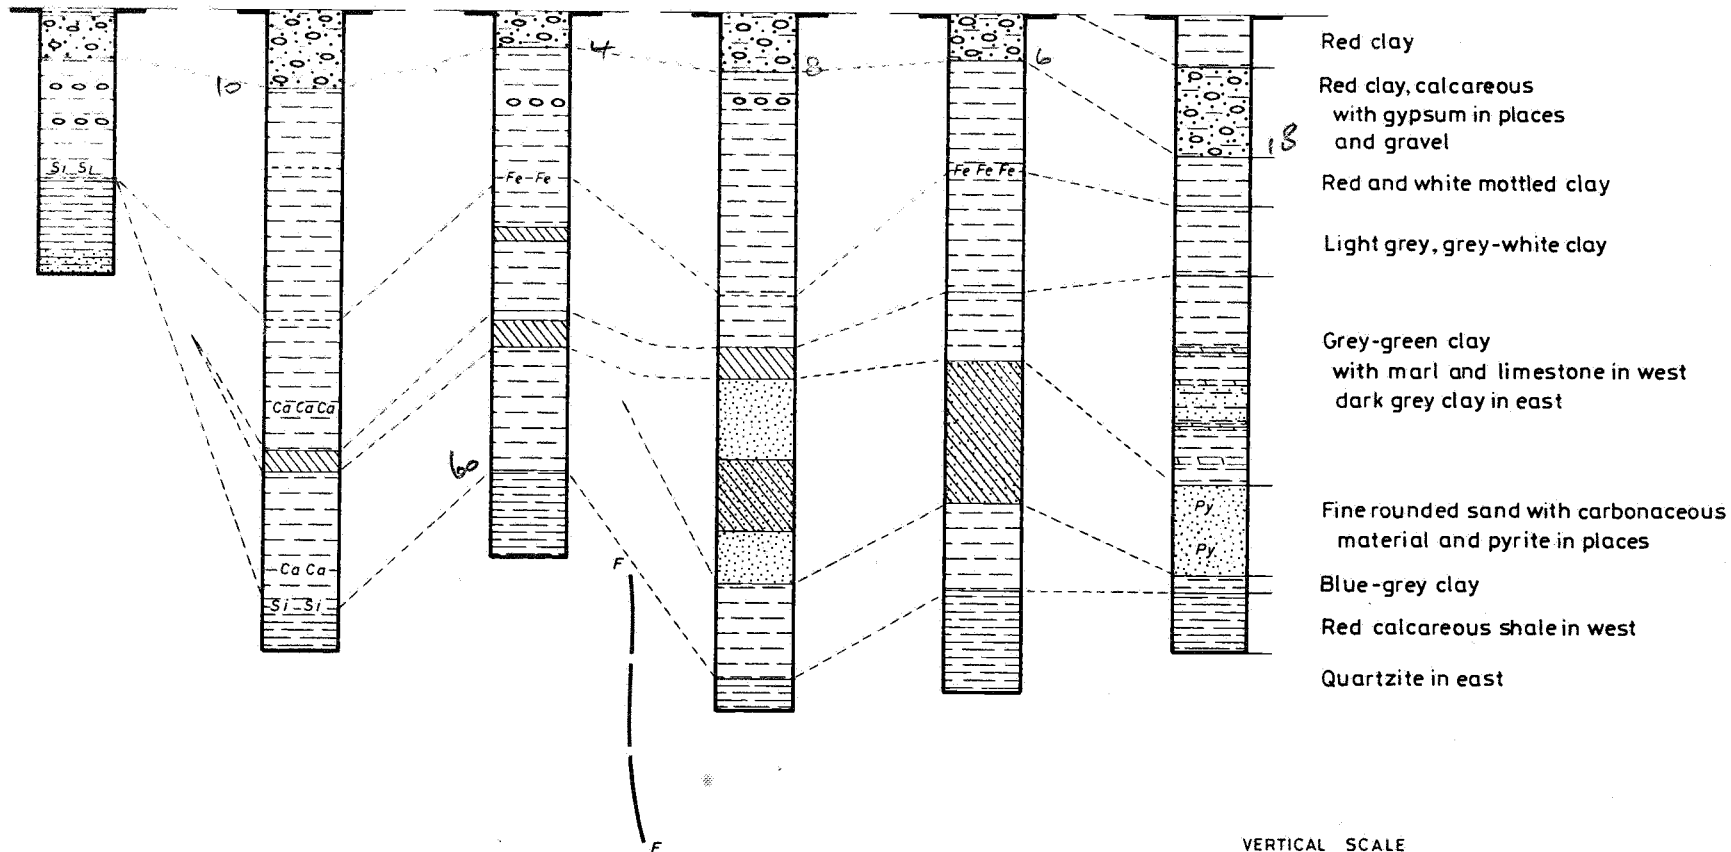 4
8
6
10
18
60
Si Si
Fe-Fe
Fe Fe Fe
Ca Ca Ca
Ca Ca
Si-Si
Py
Py
F
F
Red clay
Red clay, calcareous
with gypsum in places
and gravel
Red and white mottled clay
Light grey, grey-white clay
Grey-green clay
with marl and limestone in west
dark grey clay in east
Fine rounded sand with carbonaceous
material and pyrite in places
Blue-grey clay
Red calcareous shale in west
Quartzite in east
VERTICAL SCALE